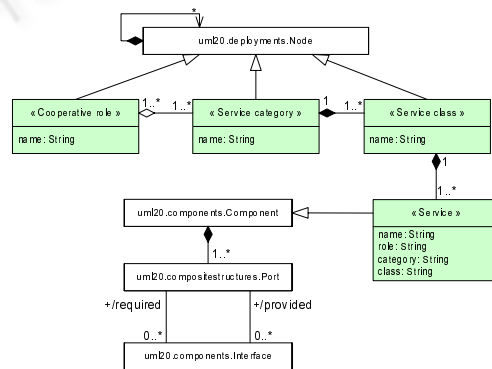 *
uml20.deployments.Node
« Cooperative role »
name: String
1..*
1..*
« Service category »
name: String
1
1..*
« Service class »
name: String
1
1..*
uml20.components.Component
« Service »
name: String
role: String
category: String
class: String
1..*
uml20.compositestructures.Port
+/required
+/provided
0..*
0..*
uml20.components.Interface